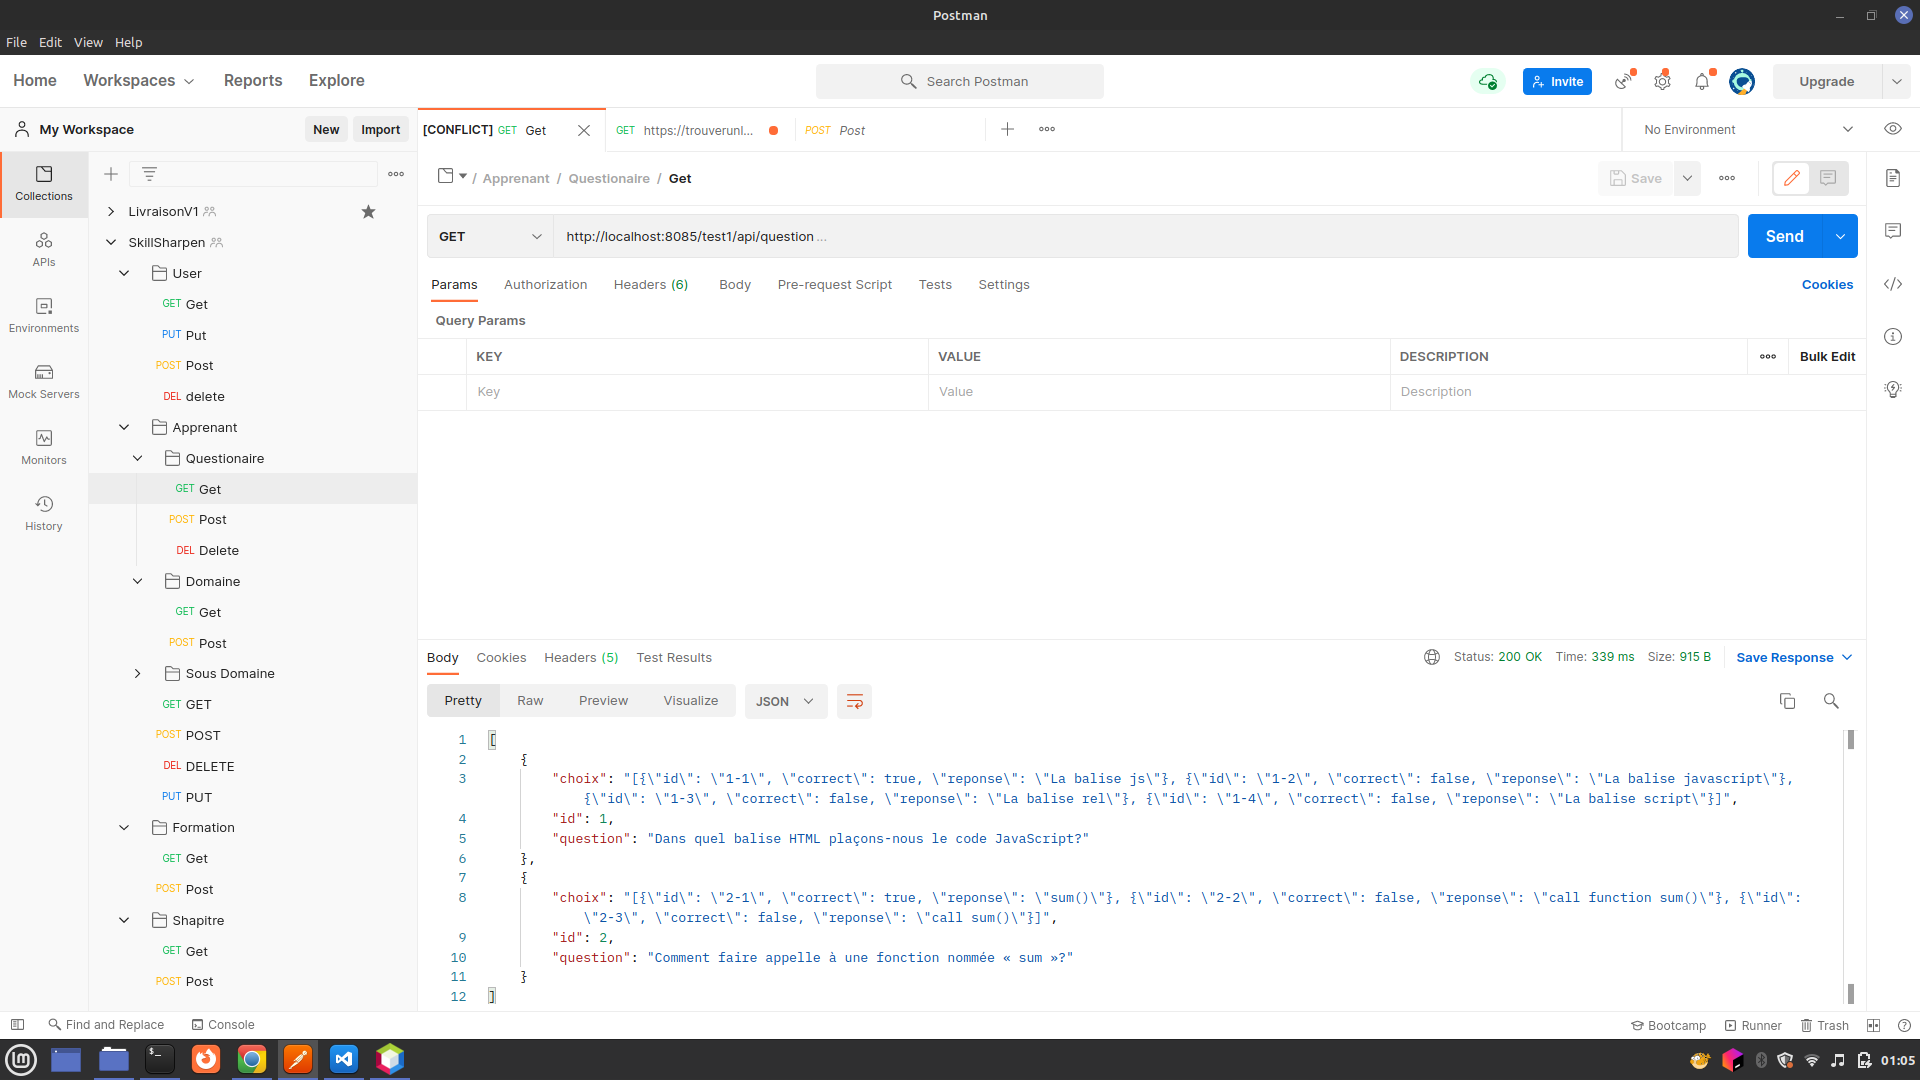 Postman
File Edit View Help
Home Workspaces Reports Explore
Search Postman
Invite
Upgrade
My Workspace
New Import
[CONFLICT] GET Get
GET https://trouverunl...
POST Post
No Environment
Collections
APIs
Environments
Mock Servers
Monitors
History
LivraisonV1
SkillSharpen
User
GET Get
PUT Put
POST Post
DEL delete
Apprenant
Questionaire
GET Get
POST Post
DEL Delete
Domaine
GET Get
POST Post
Sous Domaine
GET GET
POST POST
DEL DELETE
PUT PUT
Formation
GET Get
POST Post
Shapitre
GET Get
POST Post
/ Apprenant / Questionaire / Get
Save
GET http://localhost:8085/test1/api/question ...
Send
Params Authorization Headers (6) Body Pre-request Script Tests Settings
Cookies
Query Params
KEY VALUE DESCRIPTION Bulk Edit
Key Value Description
Body Cookies Headers (5) Test Results
Status: 200 OK Time: 339 ms Size: 915 B Save Response
Pretty Raw Preview Visualize JSON
1 [
2 {
3 "choix": "[{\"id\": \"1-1\", \"correct\": true, \"reponse\": \"La balise js\"}, {\"id\": \"1-2\", \"correct\": false, \"reponse\": \"La balise javascript\"},
{\"id\": \"1-3\", \"correct\": false, \"reponse\": \"La balise rel\"}, {\"id\": \"1-4\", \"correct\": false, \"reponse\": \"La balise script\"}]",
4 "id": 1,
5 "question": "Dans quel balise HTML plaçons-nous le code JavaScript?"
6 },
7 {
8 "choix": "[{\"id\": \"2-1\", \"correct\": true, \"reponse\": \"sum()\"}, {\"id\": \"2-2\", \"correct\": false, \"reponse\": \"call function sum()\"}, {\"id\":
\"2-3\", \"correct\": false, \"reponse\": \"call sum()\"}]",
9 "id": 2,
10 "question": "Comment faire appelle à une fonction nommée « sum »?"
11 }
12 ]
Find and Replace Console
Bootcamp Runner Trash
01:05